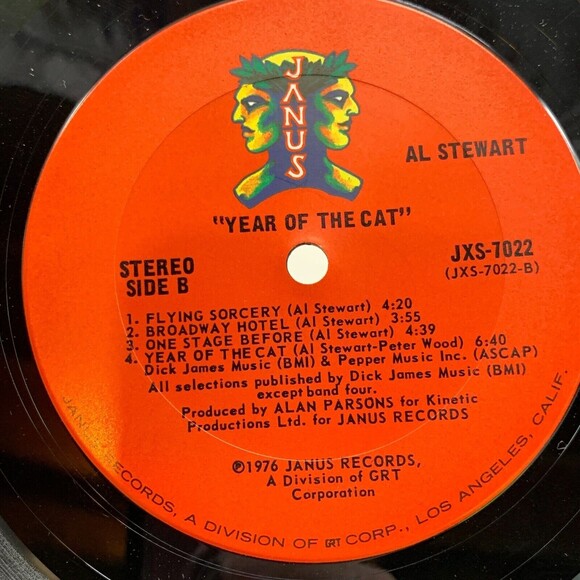 JANUS
AL STEWART
"YEAR OF THE CAT"
STEREO
SIDE B
JXS-7022
(JXS-7022-B)
1. FLYING SORCERY (Al Stewart) 4:20
2. BROADWAY HOTEL (Al Stewart) 3:55
3. ONE STAGE BEFORE (Al Stewart) 4:39
4. YEAR OF THE CAT (Al Stewart-Peter Wood) 6:40
Dick James Music (BMI) & Pepper Music Inc. (ASCAP)
All selections published by Dick James Music (BMI)
except band four.
Produced by ALAN PARSONS for Kinetic
Productions Ltd. for JANUS RECORDS
℗1976 JANUS RECORDS,
A Division of GRT
Corporation
RECORDS, A DIVISION OF GRT CORP., LOS ANGELES, CALIF.